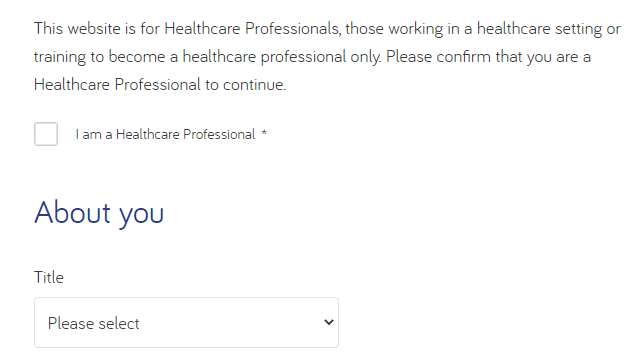 This website is for Healthcare Professionals, those working in a healthcare setting or
training to become a healthcare professional only. Please confirm that you are a
Healthcare Professional to continue.
I am a Healthcare Professional *
About you
Title
Please select